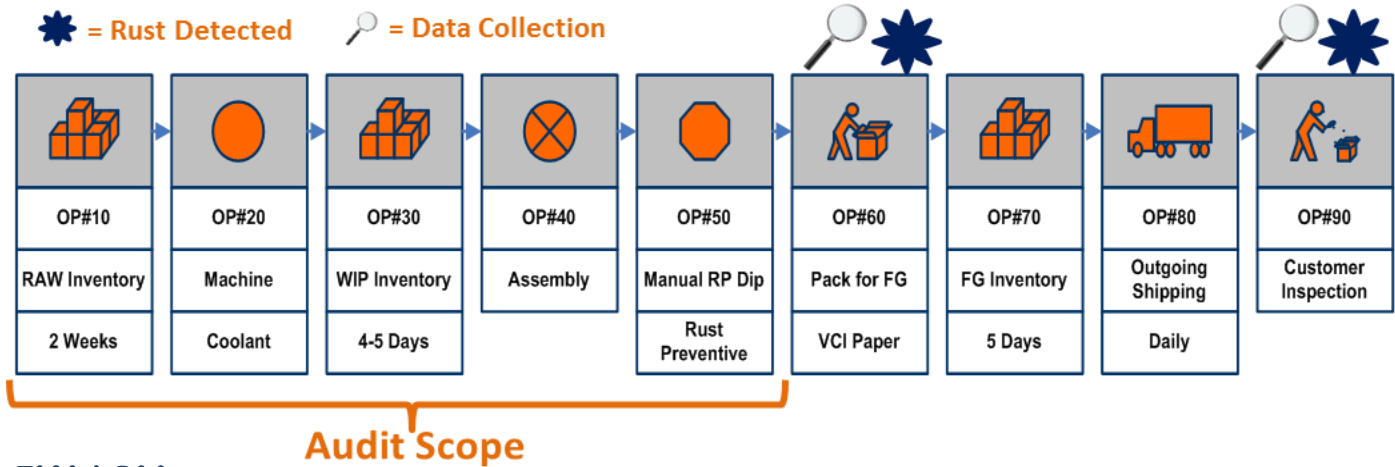 = Rust Detected
= Data Collection
OP#10
OP#20
OP#30
OP#40
OP#50
OP#60
OP#70
OP#80
OP#90
RAW Inventory
Machine
WIP Inventory
Assembly
Manual RP Dip
Pack for FG
FG Inventory
Outgoing
Shipping
Customer
Inspection
2 Weeks
Coolant
4-5 Days
Rust
Preventive
VCI Paper
5 Days
Daily
Audit Scope